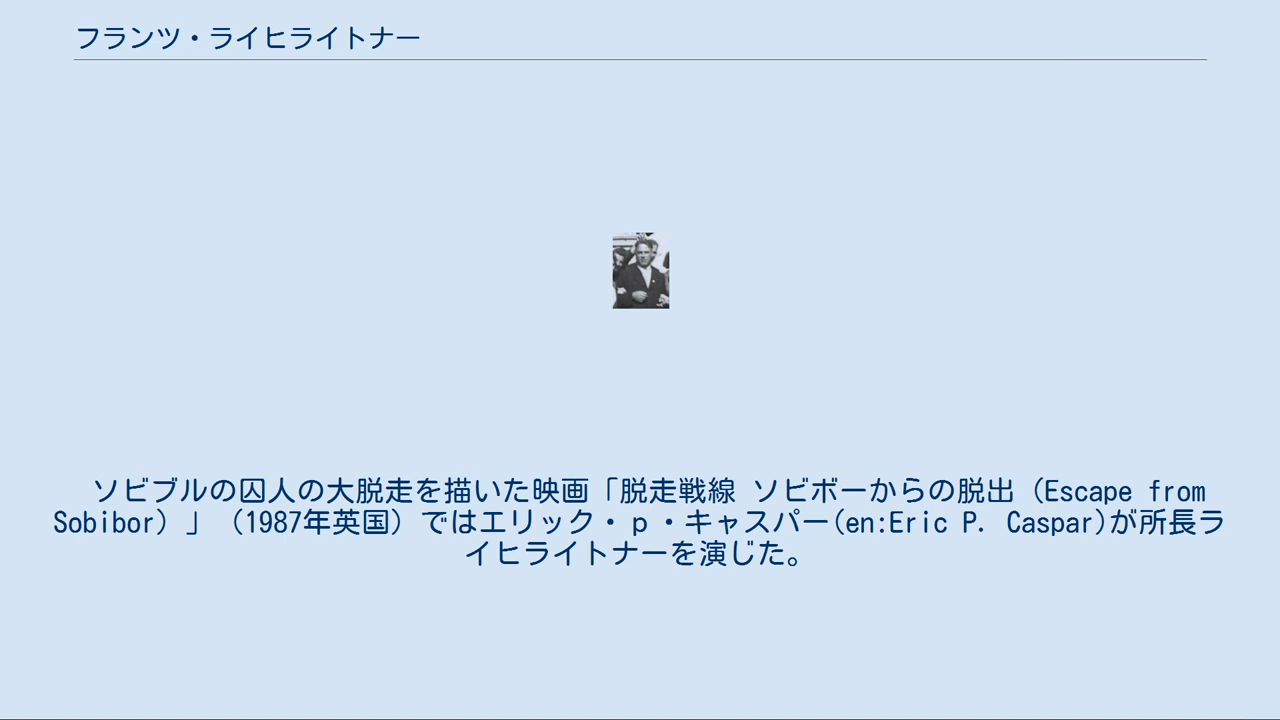 フランツ・ライヒライトナー
ソビブルの囚人の大脱走を描いた映画「脱走戦線 ソビボーからの脱出（Escape from
Sobibor）」（1987年英国）ではエリック・ｐ・キャスパー(en:Eric P. Caspar)が所長ラ
イヒライトナーを演じた。